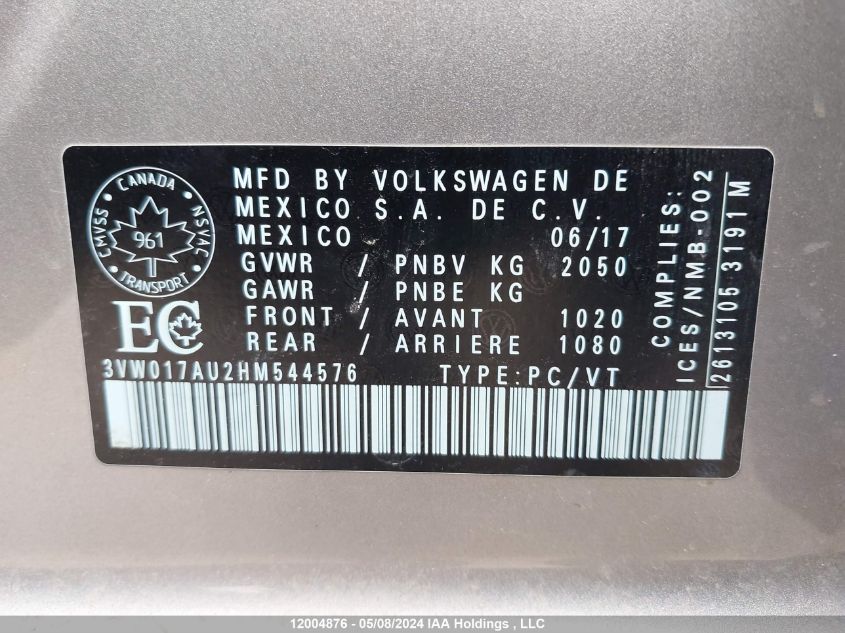 CANADA
CMVSS
NSVAC
961
TRANSPORT
EC
MFD BY VOLKSWAGEN DE
MEXICO S.A. DE C.V.
MEXICO 06/17
GVWR / PNBV KG 2050
GAWR / PNBE KG
FRONT / AVANT 1020
REAR / ARRIERE 1080
3VW017AU2HM544576 TYPE:PC/VT
COMPLIES:
ICES/NMB-002
2613105 3191 M
12004876 - 05/08/2024 IAA Holdings , LLC